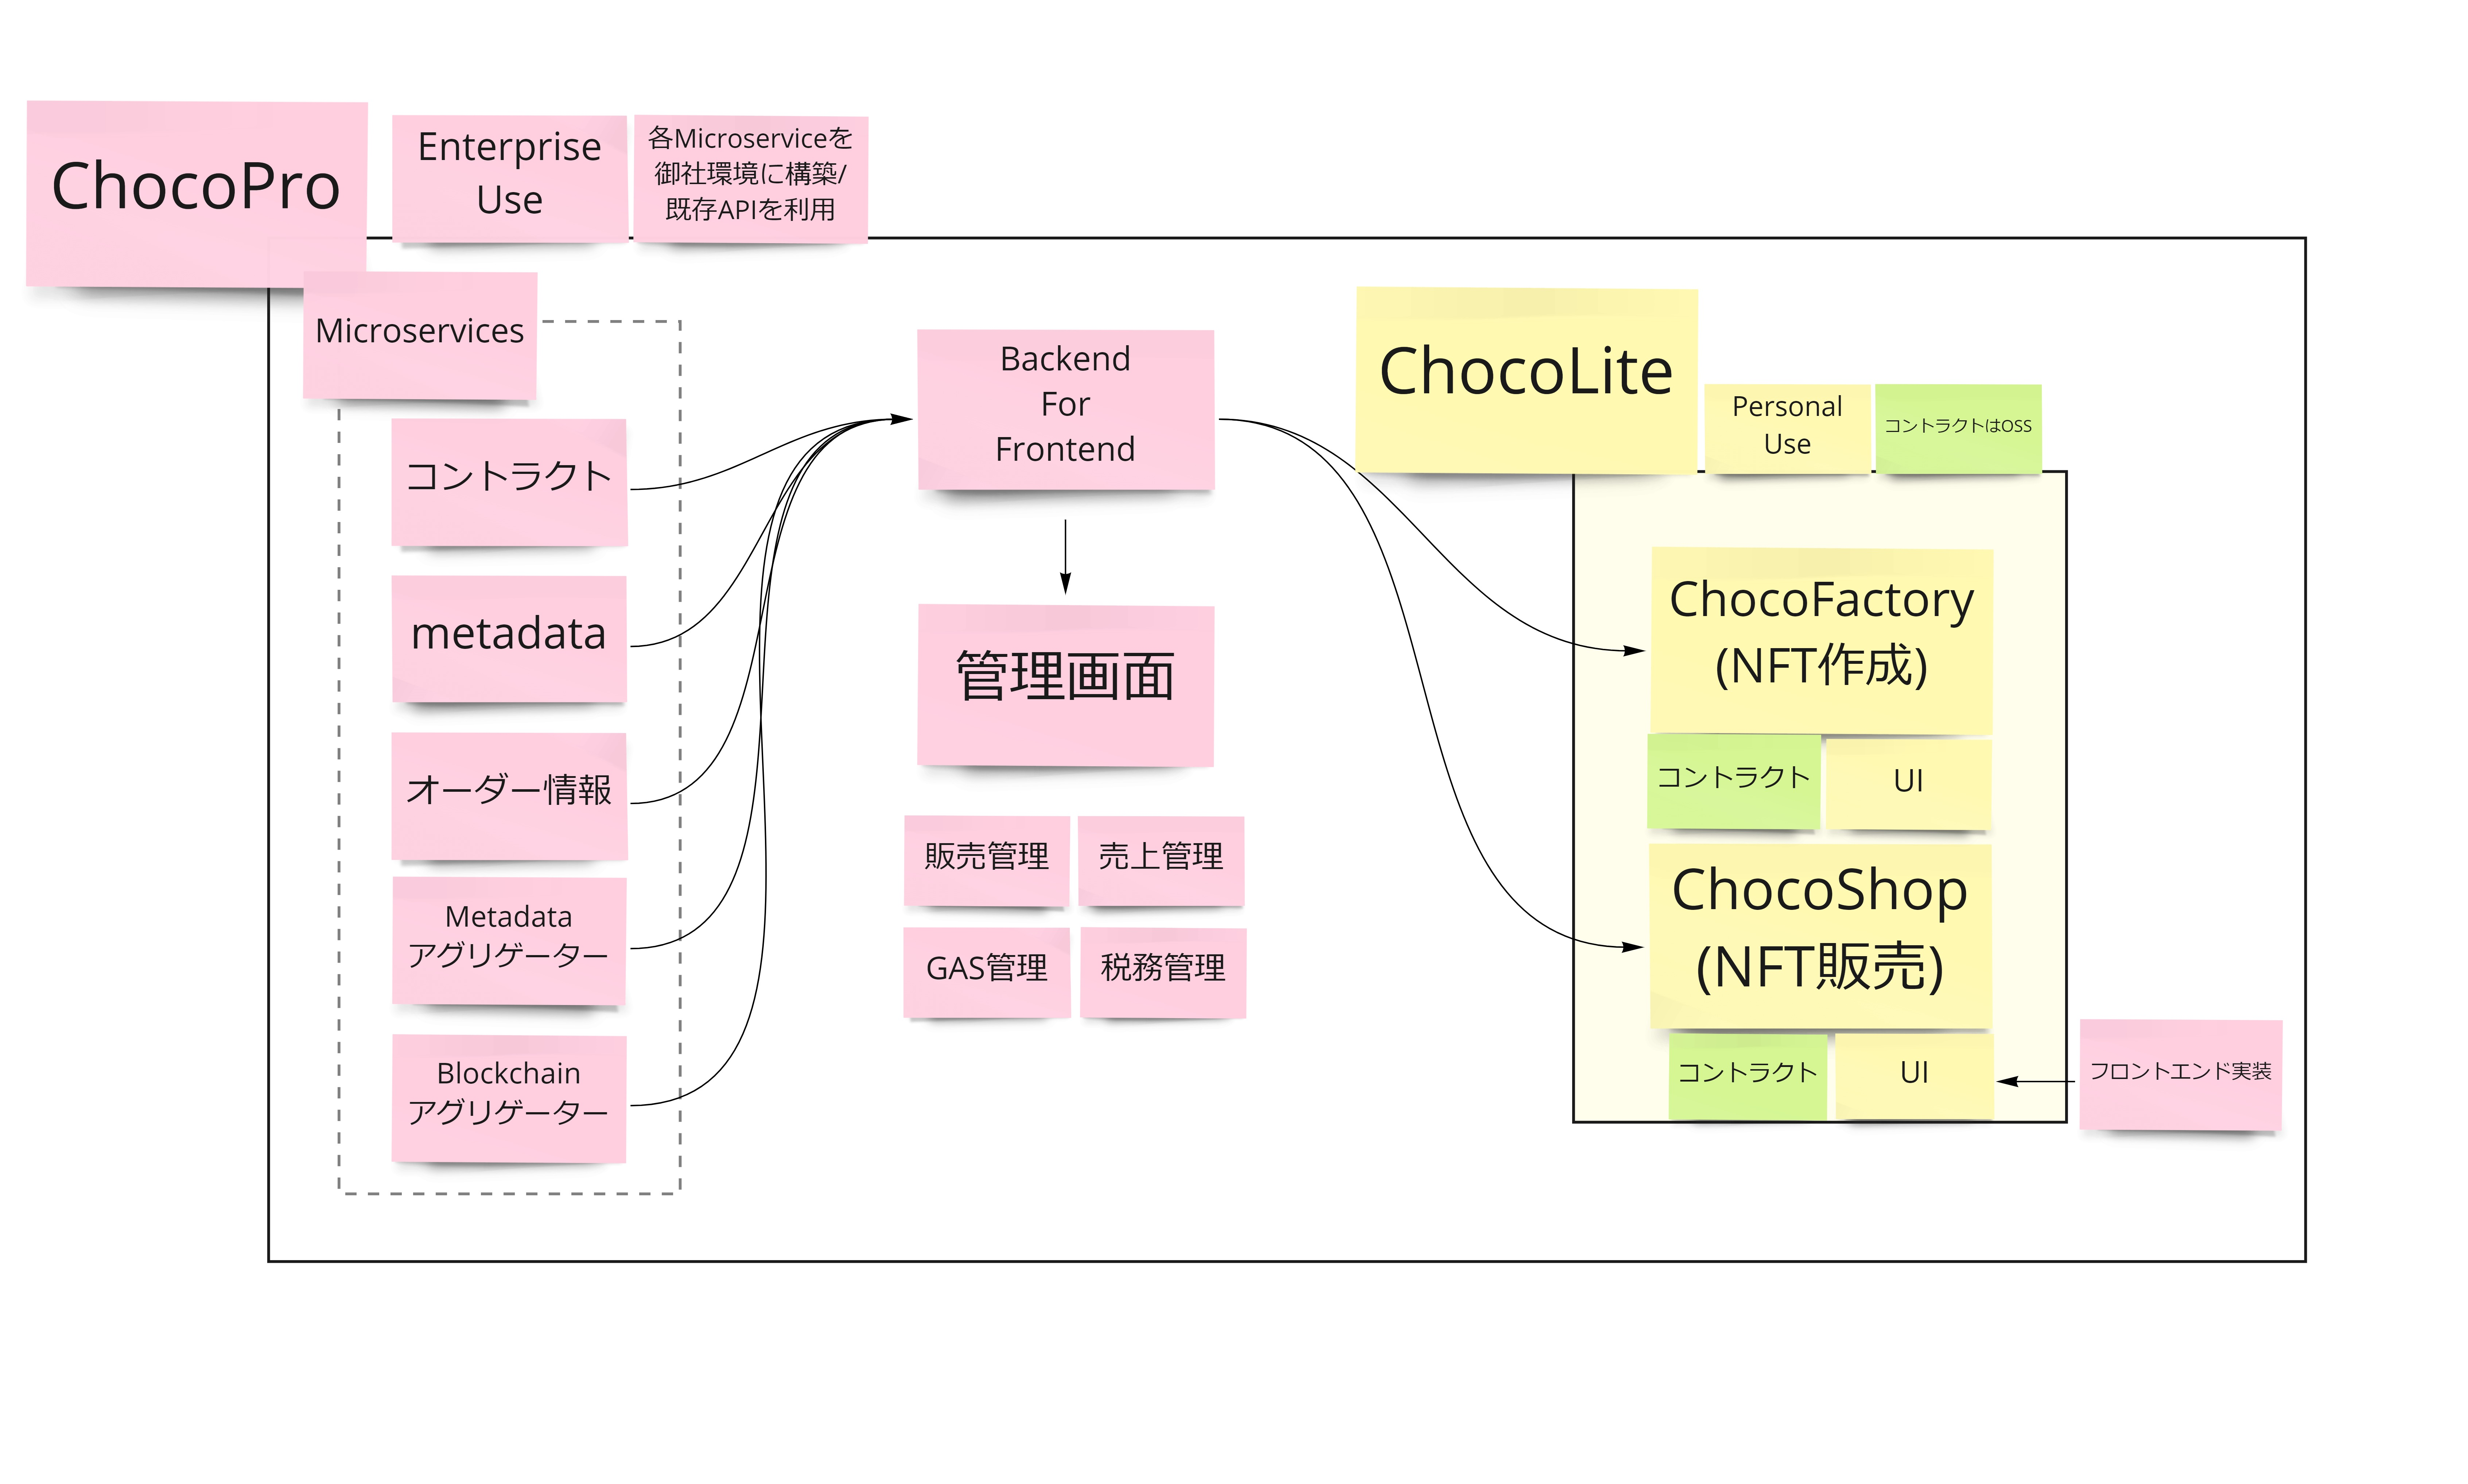 ChocoPro
Enterprise
Use
各Microserviceを
御社環境に構築/
既存APIを利用
Microservices
コントラクト
metadata
オーダー情報
Metadata
アグリゲーター
Blockchain
アグリゲーター
Backend
For
Frontend
管理画面
販売管理
売上管理
GAS管理
税務管理
ChocoLite
Personal
Use
コントラクトはOSS
ChocoFactory
(NFT作成)
コントラクト
UI
ChocoShop
(NFT販売)
コントラクト
UI
フロントエンド実装